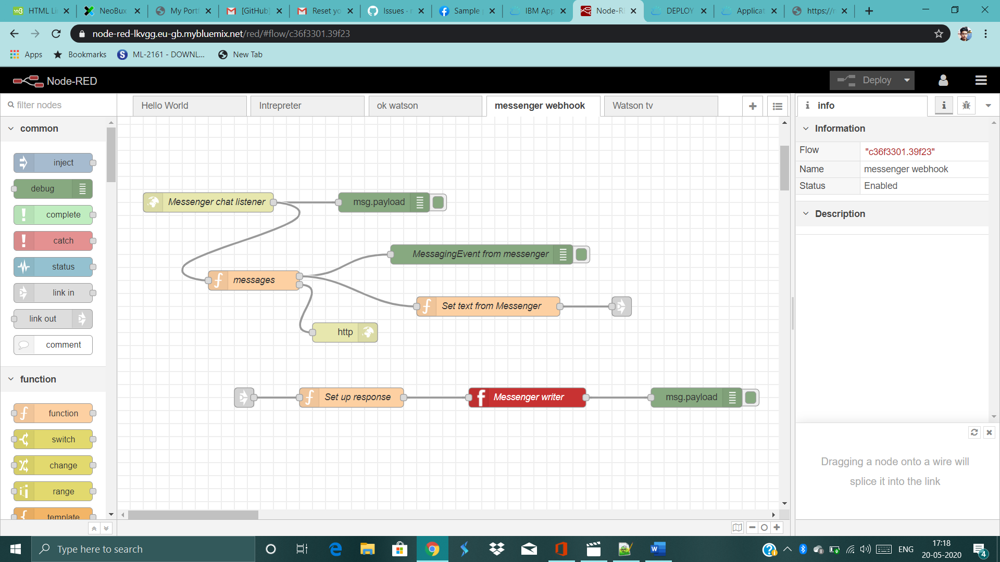 HTML Li
NeoBux
My Portf
[GitHub]
Reset yo
Issues ·
Sample
IBM App
Node-R
DEPLOY
Applicat
https://
node-red-lkvgg.eu-gb.mybluemix.net/red/#flow/c36f3301.39f23
Apps
Bookmarks
ML-2161 - DOWNL...
New Tab
Node-RED
Deploy
filter nodes
Hello World
Intrepreter
ok watson
messenger webhook
Watson tv
info
common
inject
debug
complete
catch
status
link in
link out
comment
function
function
switch
change
range
template
Messenger chat listener
msg.payload
MessagingEvent from messenger
messages
Set text from Messenger
http
Set up response
Messenger writer
msg.payload
Information
Flow
"c36f3301.39f23"
Name
messenger webhook
Status
Enabled
Description
Dragging a node onto a wire will
splice it into the link
Type here to search
ENG
17:18
20-05-2020
4